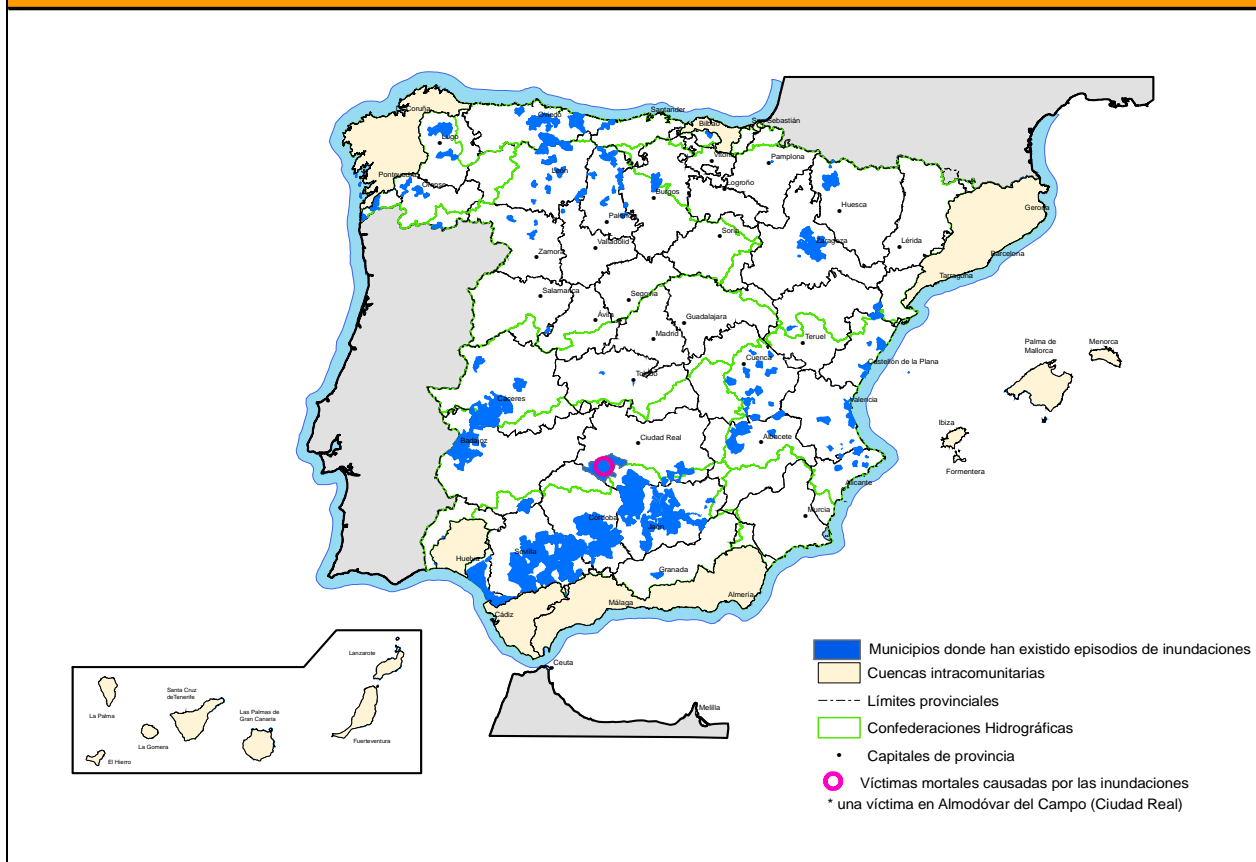 La Coruña
Oviedo
Santander
Bilbao
San Sebastián
Lugo
Vitoria
Pamplona
Pontevedra
Orense
León
Logroño
Burgos
Huesca
Gerona
Palencia
Soria
Zaragoza
Lérida
Zamora
Valladolid
Barcelona
Tarragona
Salamanca
Segovia
Ávila
Guadalajara
Madrid
Teruel
Palma de
Mallorca
Menorca
Cuenca
Castellón de la Plana
Toledo
Cáceres
Valencia
Ibiza
Badajoz
Ciudad Real
Albacete
Formentera
Alicante
Córdoba
Jaén
Murcia
Huelva
Sevilla
Granada
Almería
Málaga
Cádiz
Ceuta
Melilla
Lanzarote
Santa Cruz
deTenerife
La Palma
Las Palmas de
Gran Canaria
La Gomera
Fuerteventura
El Hierro
Municipios donde han existido episodios de inundaciones
Cuencas intracomunitarias
Límites provinciales
Confederaciones Hidrográficas
Capitales de provincia
Víctimas mortales causadas por las inundaciones
* una víctima en Almodóvar del Campo (Ciudad Real)